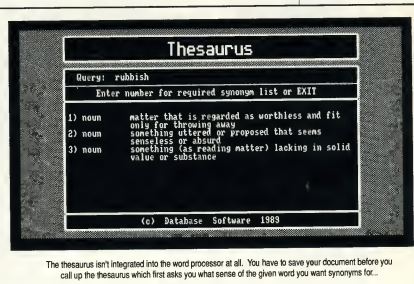 Thesaurus
Query: rubbish
Enter number for required synonym list or EXIT
1) noun matter that is regarded as worthless and fit
only for throwing away
2) noun something uttered or proposed that seems
senseless or absurd
3) noun something (as reading matter) lacking in solid
value or substance
(c) Database Software 1989
The thesaurus isn't integrated into the word processor at all. You have to save your document before you
call up the thesaurus which first asks you what sense of the given word you want synonyms for...